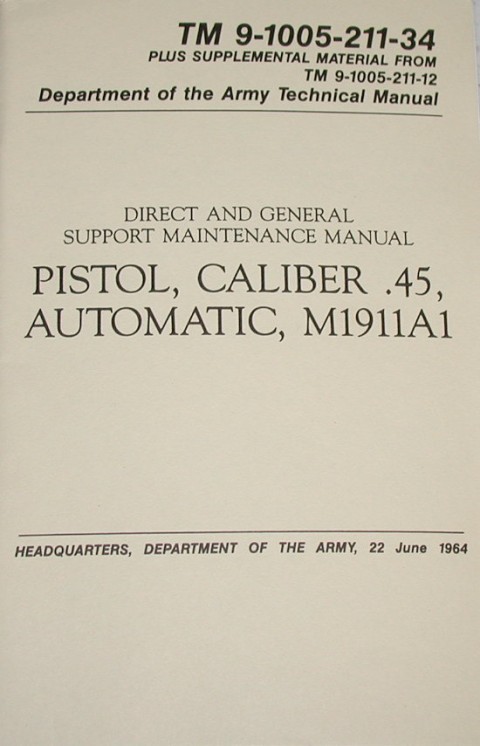 TM 9-1005-211-34
PLUS SUPPLEMENTAL MATERIAL FROM
TM 9-1005-211-12
Department of the Army Technical Manual
DIRECT AND GENERAL
SUPPORT MAINTENANCE MANUAL
PISTOL, CALIBER .45,
AUTOMATIC, M1911A1
HEADQUARTERS, DEPARTMENT OF THE ARMY, 22 June 1964